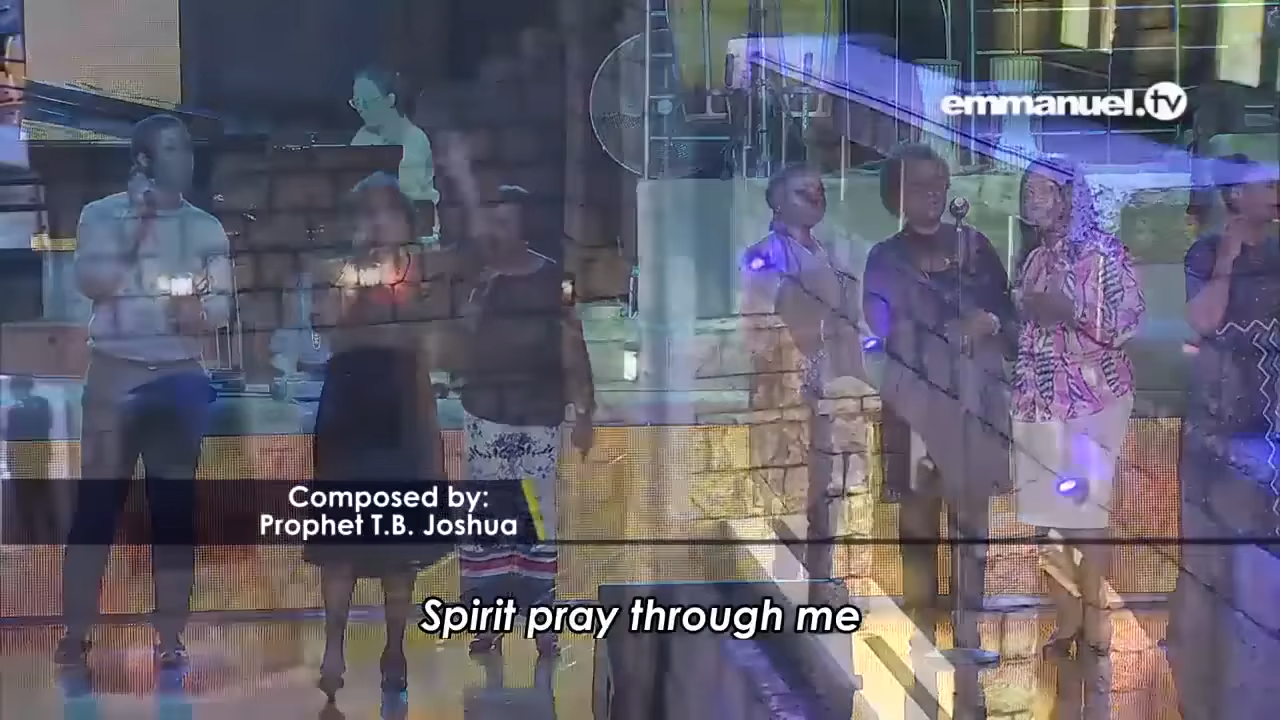 emmanuel.tv
Composed by:
Prophet T.B. Joshua
Spirit pray through me